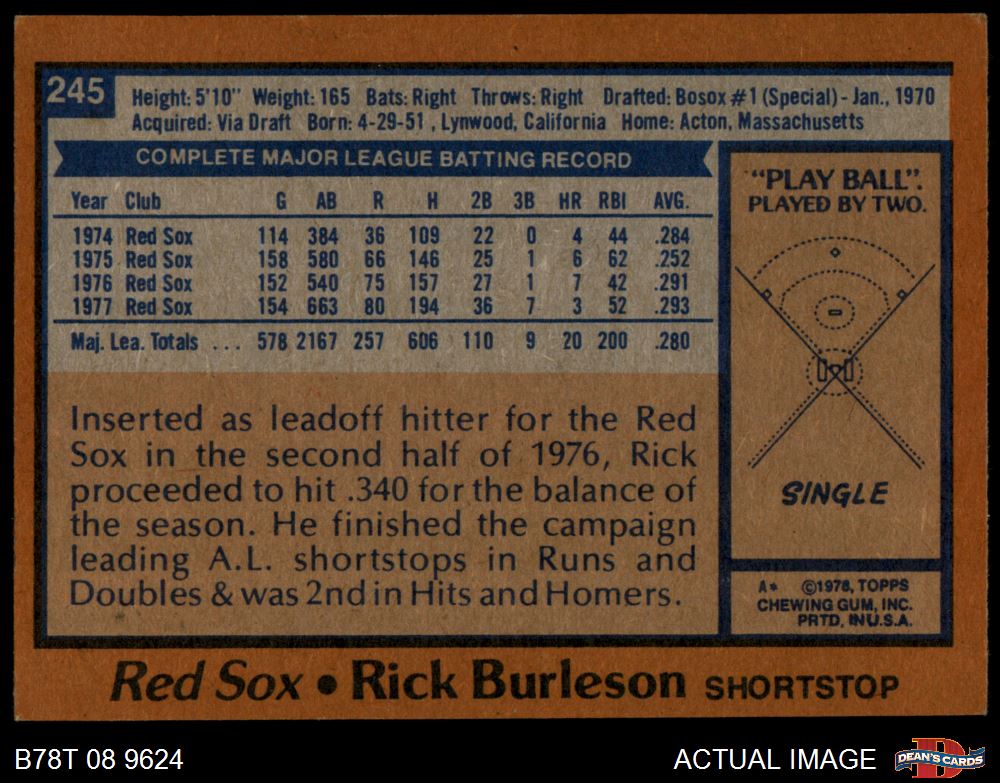 245
Height: 5'10" Weight: 165 Bats: Right Throws: Right Drafted: Bosox #1 (Special) - Jan., 1970
Acquired: Via Draft Born: 4-29-51, Lynwood, California Home: Acton, Massachusetts
COMPLETE MAJOR LEAGUE BATTING RECORD
Year Club G AB R H 2B 3B HR RBI AVG.
1974 Red Sox 114 384 36 109 22 0 4 44 .284
1975 Red Sox 158 580 66 146 25 1 6 62 .252
1976 Red Sox 152 540 75 157 27 1 7 42 .291
1977 Red Sox 154 663 80 194 36 7 3 52 .293
Maj. Lea. Totals ... 578 2167 257 606 110 9 20 200 .280
Inserted as leadoff hitter for the Red
Sox in the second half of 1976, Rick
proceeded to hit .340 for the balance of
the season. He finished the campaign
leading A.L. shortstops in Runs and
Doubles & was 2nd in Hits and Homers.
"PLAY BALL".
PLAYED BY TWO.
SINGLE
A* ©1978, TOPPS
CHEWING GUM, INC.
PRTD. IN U.S.A.
Red Sox • Rick Burleson SHORTSTOP
B78T 08 9624
ACTUAL IMAGE
D
DEAN'S CARDS